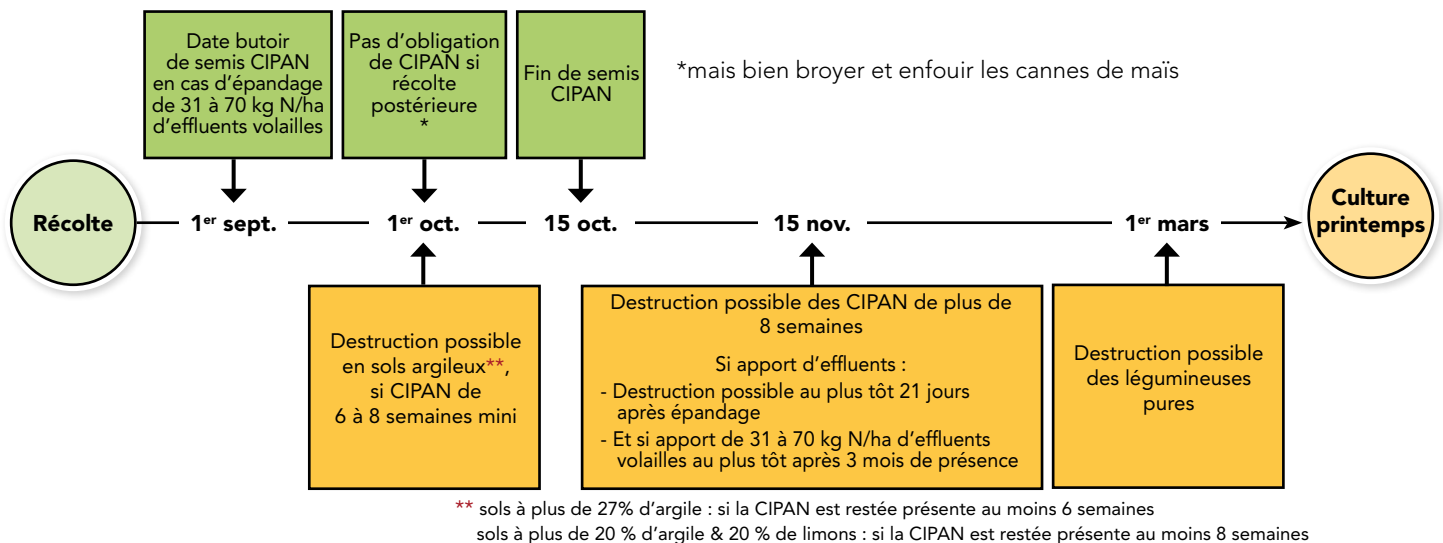 Date butoir
de semis CIPAN
en cas d'épandage
de 31 à 70 kg N/ha
d'effluents volailles
Pas d'obligation
de CIPAN si
récolte
postérieure
*
Fin de semis
CIPAN
*mais bien broyer et enfouir les cannes de maïs
Récolte
1er sept.
1er oct.
15 oct.
15 nov.
1er mars
Culture
printemps
Destruction possible
en sols argileux**,
si CIPAN de
6 à 8 semaines mini
Destruction possible des CIPAN de plus de
8 semaines
Si apport d'effluents :
- Destruction possible au plus tôt 21 jours
après épandage
- Et si apport de 31 à 70 kg N/ha d'effluents
volailles au plus tôt après 3 mois de présence
Destruction possible
des légumineuses
pures
** sols à plus de 27% d'argile : si la CIPAN est restée présente au moins 6 semaines
sols à plus de 20 % d'argile & 20 % de limons : si la CIPAN est restée présente au moins 8 semaines